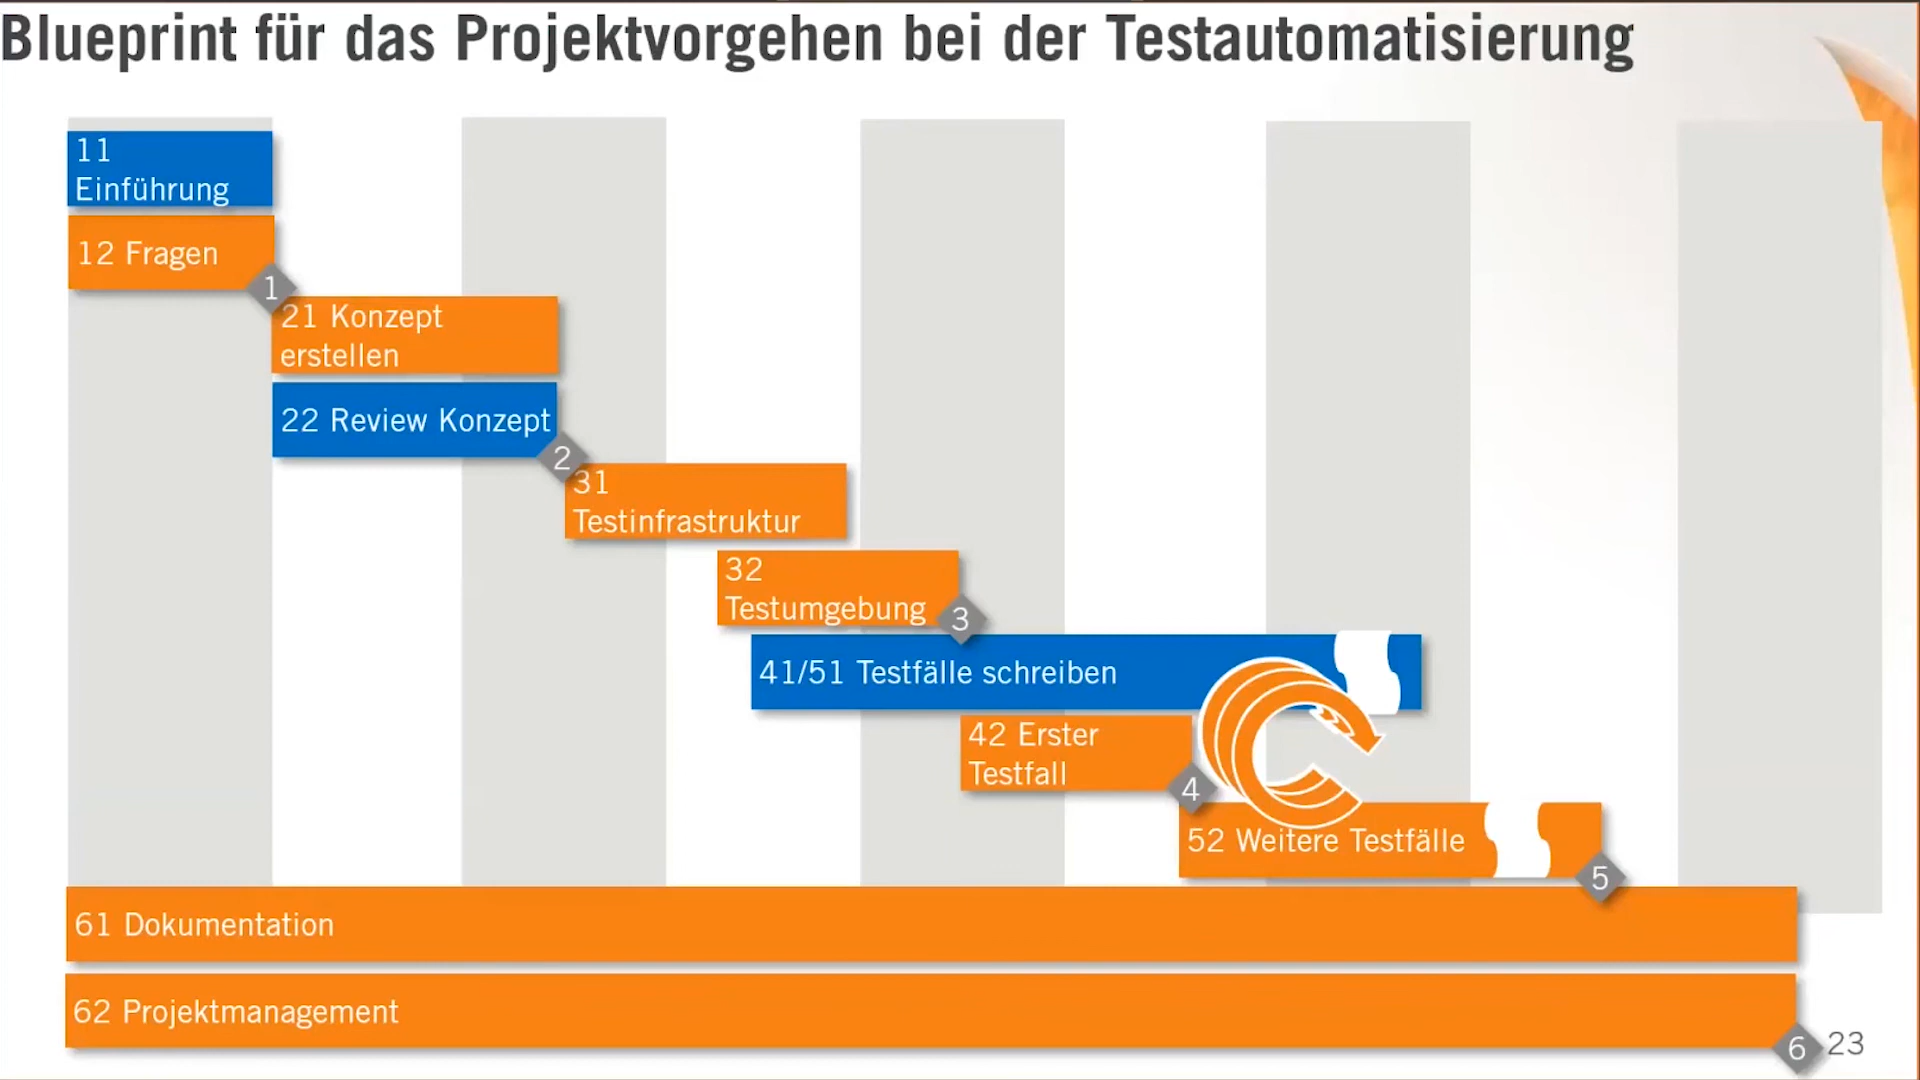 Blueprint für das Projektvorgehen bei der Testautomatisierung
11
Einführung
12 Fragen
1
21 Konzept
erstellen
22 Review Konzept
2
31
Testinfrastruktur
32
Testumgebung
3
41/51 Testfälle schreiben
42 Erster
Testfall
4
52 Weitere Testfälle
5
61 Dokumentation
62 Projektmanagement
6
23